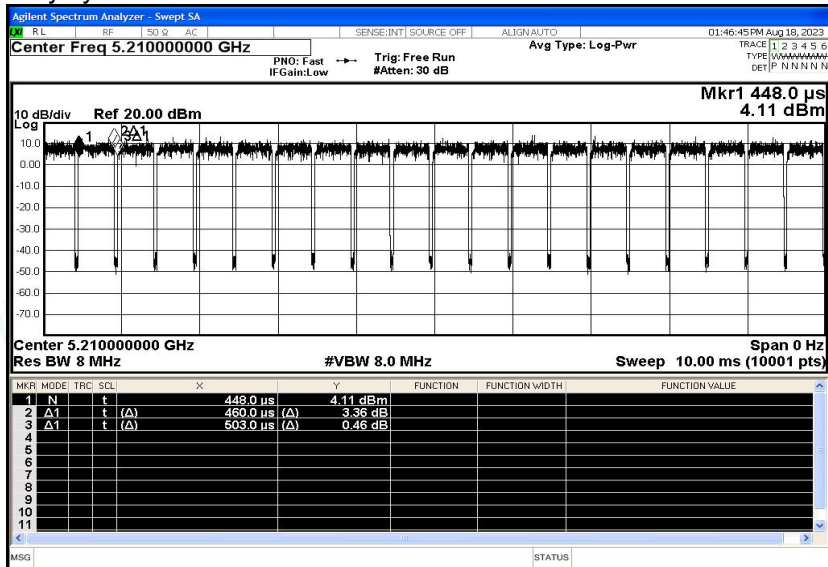 Agilent Spectrum Analyzer - Swept SA
RL RF 50 Ω AC SENSE:INT SOURCE OFF ALIGN AUTO 01:46:45 PM Aug 18, 2023
Center Freq 5.210000000 GHz Avg Type: Log-Pwr TRACE 1 2 3 4 5 6
PNO: Fast Trig: Free Run TYPE
IFGain:Low #Atten: 30 dB DET P N N N N N
Mkr1 448.0 µs
10 dB/div Ref 20.00 dBm 4.11 dBm
Log
1 2Δ1
3Δ1
10.0
0.00
-10.0
-20.0
-30.0
-40.0
-50.0
-60.0
-70.0
Center 5.210000000 GHz Span 0 Hz
Res BW 8 MHz #VBW 8.0 MHz Sweep 10.00 ms (10001 pts)
MKR MODE TRC SCL X Y FUNCTION FUNCTION WIDTH FUNCTION VALUE
1 N t 448.0 µs 4.11 dBm
2 Δ1 t (Δ) 460.0 µs (Δ) 3.36 dB
3 Δ1 t (Δ) 503.0 µs (Δ) 0.46 dB
4
5
6
7
8
9
10
11
MSG STATUS